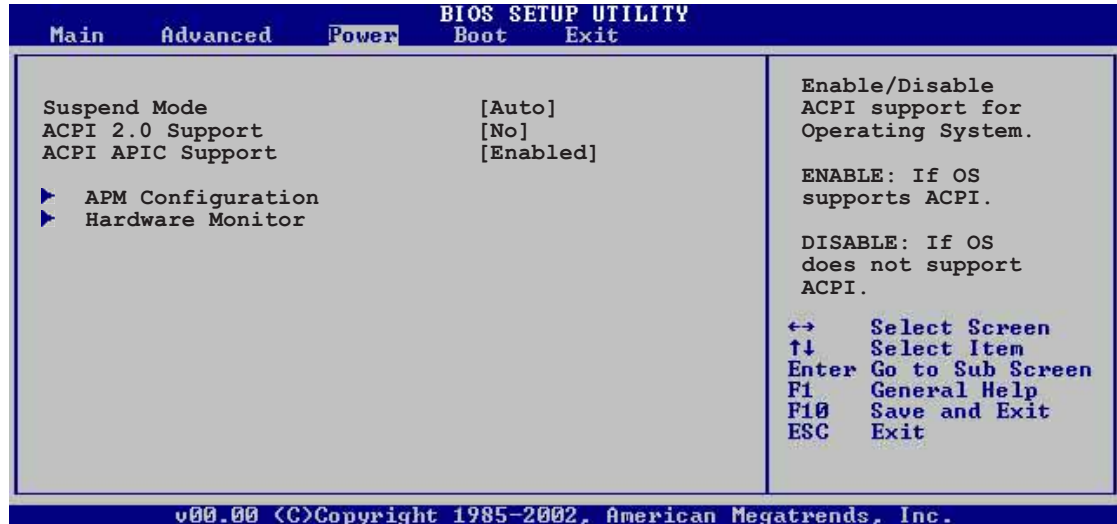 BIOS SETUP UTILITY
Main Advanced Power Boot Exit
Suspend Mode [Auto]
ACPI 2.0 Support [No]
ACPI APIC Support [Enabled]
APM Configuration
Hardware Monitor
Enable/Disable
ACPI support for
Operating System.
ENABLE: If OS
supports ACPI.
DISABLE: If OS
does not support
ACPI.
←→ Select Screen
↑↓ Select Item
Enter Go to Sub Screen
F1 General Help
F10 Save and Exit
ESC Exit
v00.00 (C)Copyright 1985-2002, American Megatrends, Inc.